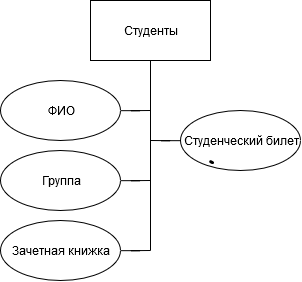 Студенты
ФИО
Студенческий билет
Группа
Зачетная книжка